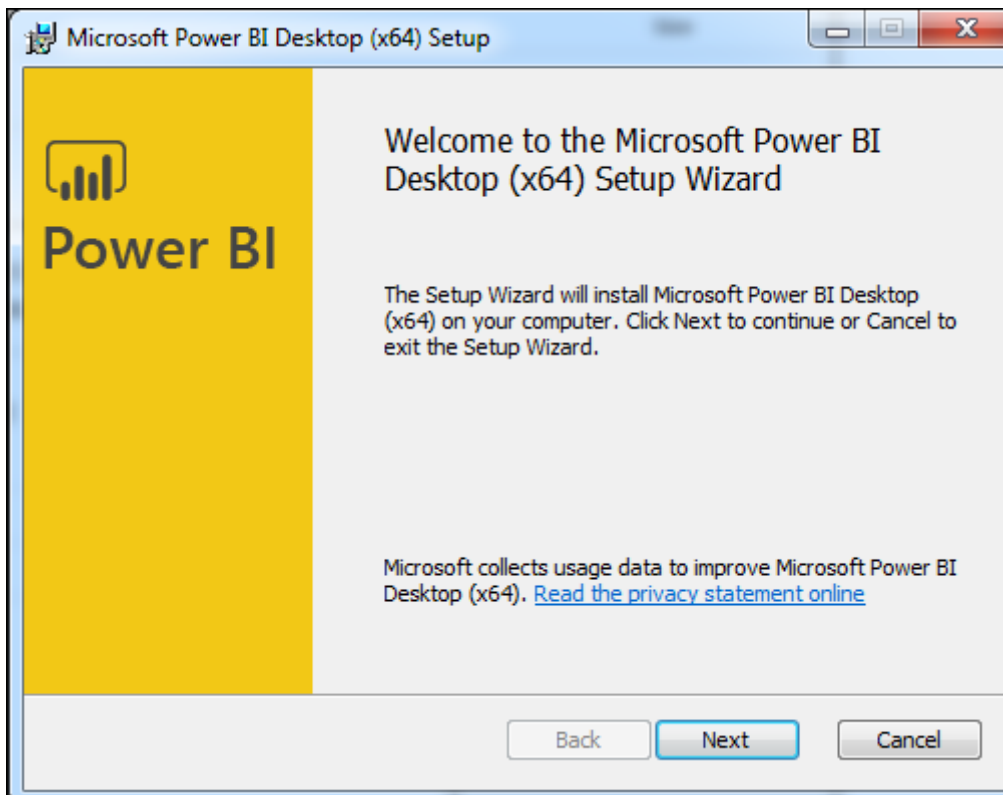 Microsoft Power BI Desktop (x64) Setup
Power BI
Welcome to the Microsoft Power BI
Desktop (x64) Setup Wizard
The Setup Wizard will install Microsoft Power BI Desktop
(x64) on your computer. Click Next to continue or Cancel to
exit the Setup Wizard.
Microsoft collects usage data to improve Microsoft Power BI
Desktop (x64). Read the privacy statement online
Back
Next
Cancel